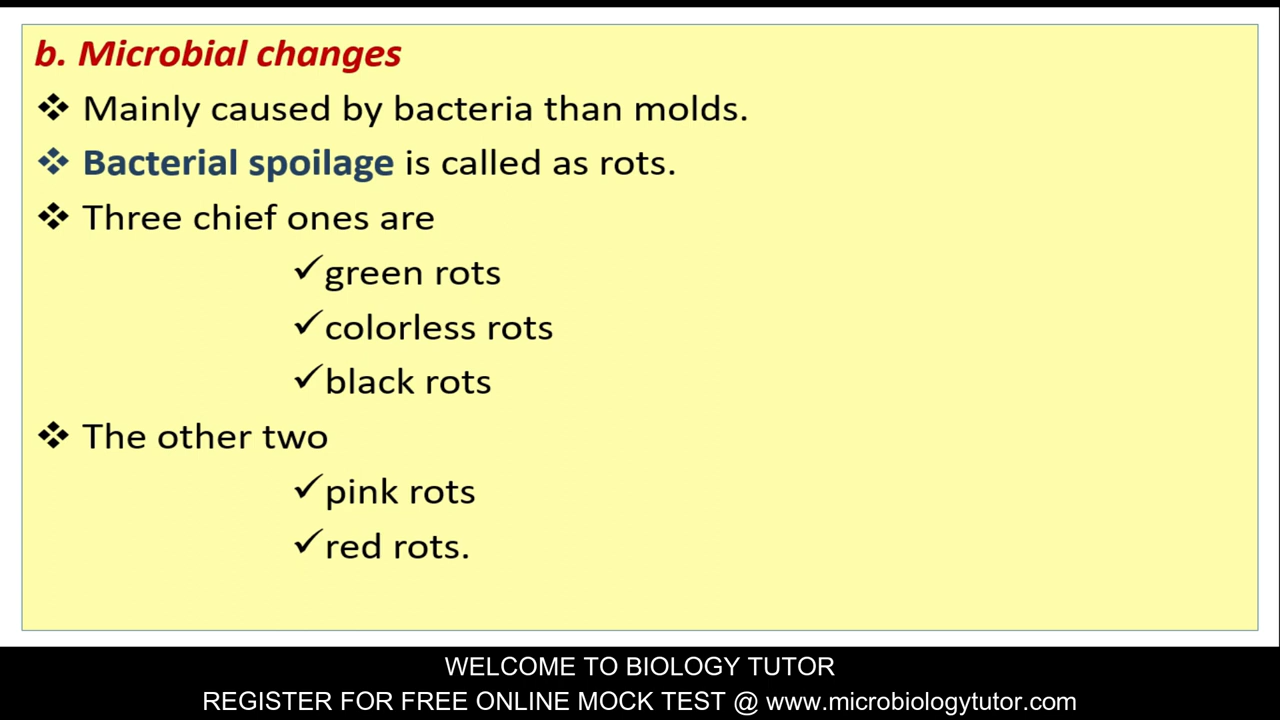 b. Microbial changes
❖ Mainly caused by bacteria than molds.
❖ Bacterial spoilage is called as rots.
❖ Three chief ones are
✓green rots
✓colorless rots
✓black rots
❖ The other two
✓pink rots
✓red rots.
WELCOME TO BIOLOGY TUTOR
REGISTER FOR FREE ONLINE MOCK TEST @ www.microbiologytutor.com